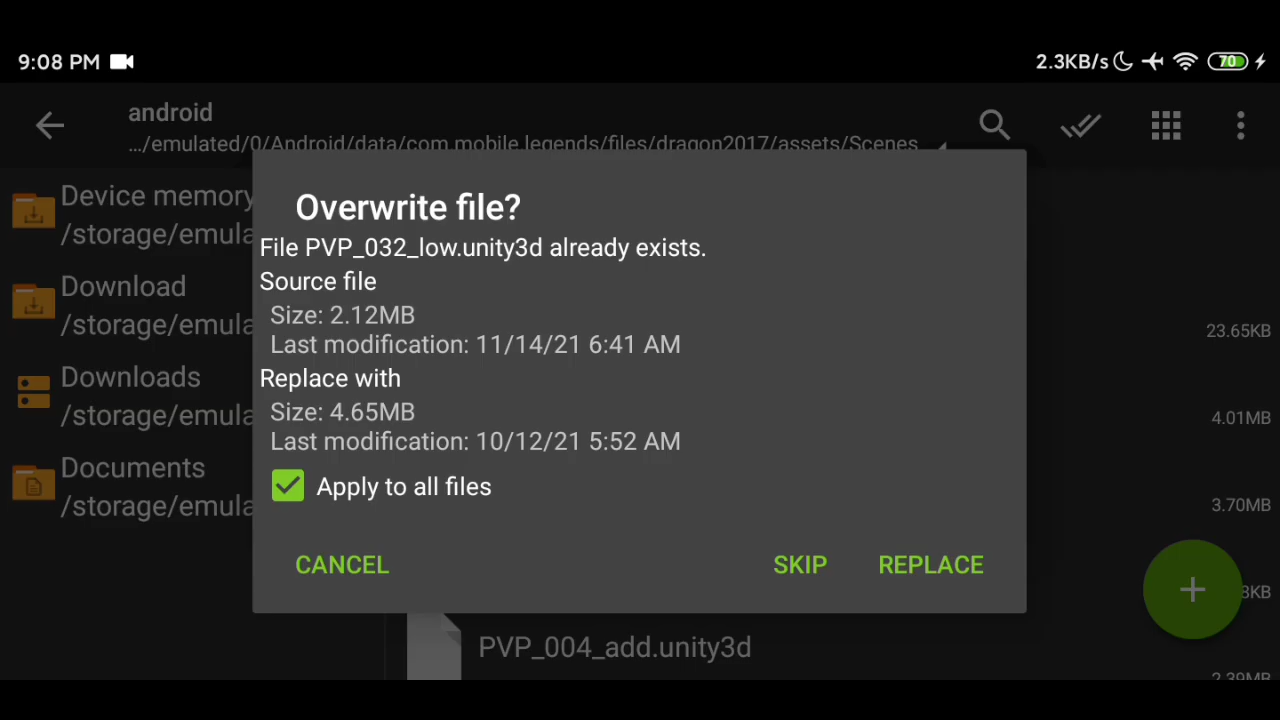 9:08 PM
2.3KB/s
70
android
.../emulated/0/Android/data/com.mobile.legends/files/dragon2017/assets/Scenes
Device memory
/storage/emula
Download
/storage/emula
Downloads
/storage/emula
Documents
/storage/emula
Overwrite file?
File PVP_032_low.unity3d already exists.
Source file
Size: 2.12MB
Last modification: 11/14/21 6:41 AM
Replace with
Size: 4.65MB
Last modification: 10/12/21 5:52 AM
Apply to all files
CANCEL
SKIP
REPLACE
23.65KB
4.01MB
3.70MB
PVP_004_add.unity3d
2.39MB